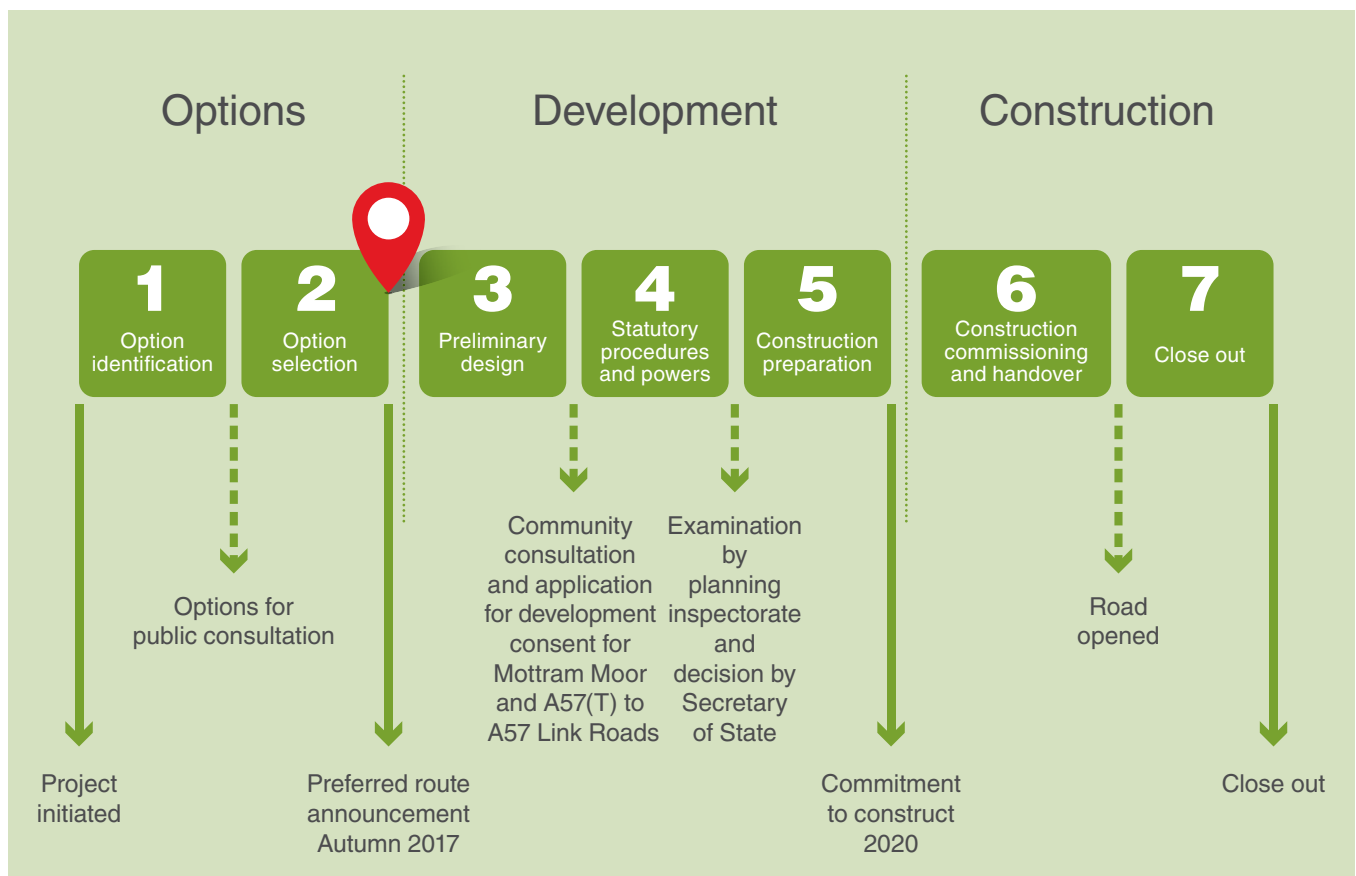 Options
Development
Construction
1
Option
identification
2
Option
selection
3
Preliminary
design
4
Statutory
procedures
and powers
5
Construction
preparation
6
Construction
commissioning
and handover
7
Close out
Project
initiated
Options for
public consultation
Preferred route
announcement
Autumn 2017
Community
consultation
and application
for development
consent for
Mottram Moor
and A57(T) to
A57 Link Roads
Examination
by
planning
inspectorate
and
decision by
Secretary
of State
Commitment
to construct
2020
Road
opened
Close out